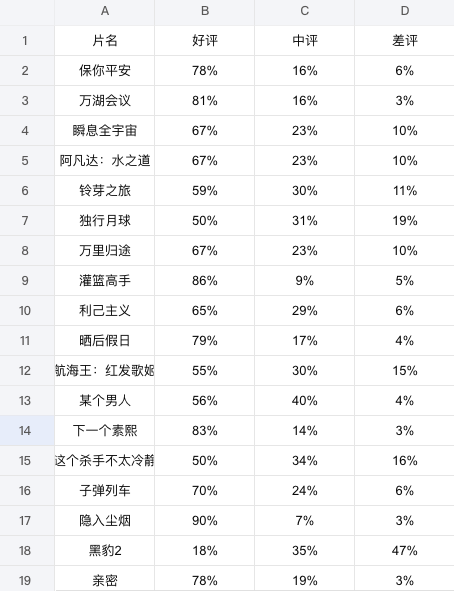 A B C D
1 片名 好评 中评 差评
2 保你平安 78% 16% 6%
3 万湖会议 81% 16% 3%
4 瞬息全宇宙 67% 23% 10%
5 阿凡达：水之道 67% 23% 10%
6 铃芽之旅 59% 30% 11%
7 独行月球 50% 31% 19%
8 万里归途 67% 23% 10%
9 灌篮高手 86% 9% 5%
10 利己主义 65% 29% 6%
11 晒后假日 79% 17% 4%
12 航海王：红发歌姬 55% 30% 15%
13 某个男人 56% 40% 4%
14 下一个素熙 83% 14% 3%
15 这个杀手不太冷静 50% 34% 16%
16 子弹列车 70% 24% 6%
17 隐入尘烟 90% 7% 3%
18 黑豹2 18% 35% 47%
19 亲密 78% 19% 3%